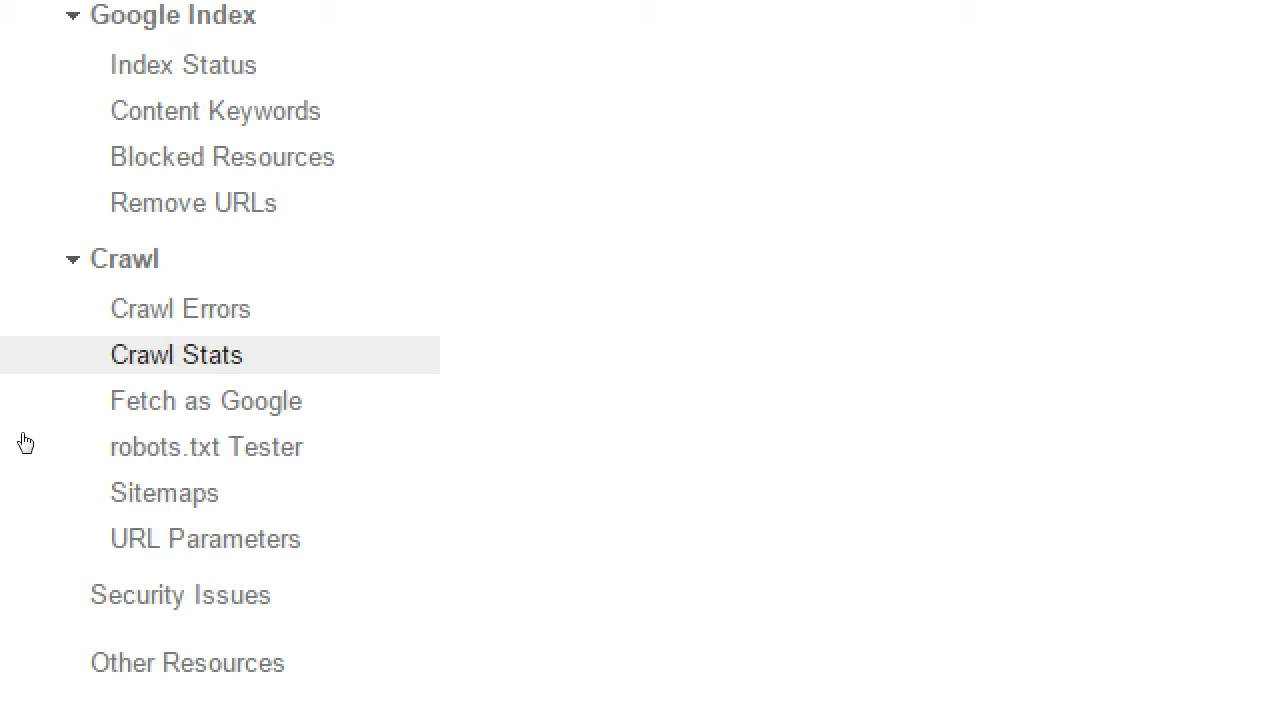 Google Index
Index Status
Content Keywords
Blocked Resources
Remove URLs
Crawl
Crawl Errors
Crawl Stats
Fetch as Google
robots.txt Tester
Sitemaps
URL Parameters
Security Issues
Other Resources